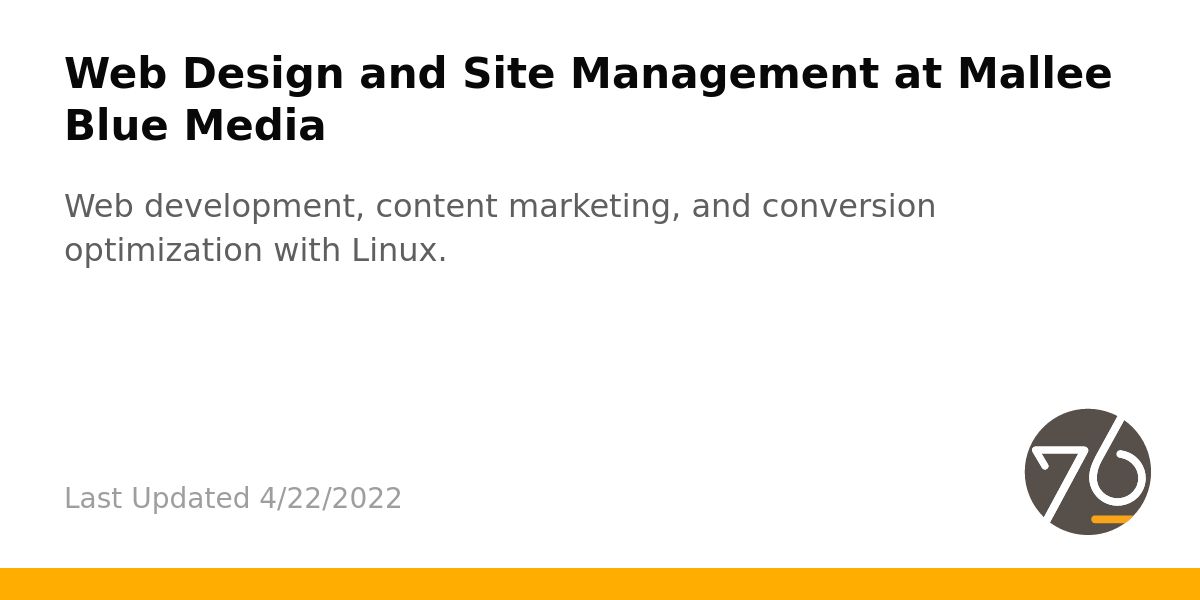 Web Design and Site Management at Mallee
Blue Media
Web development, content marketing, and conversion
optimization with Linux.
Last Updated 4/22/2022
76